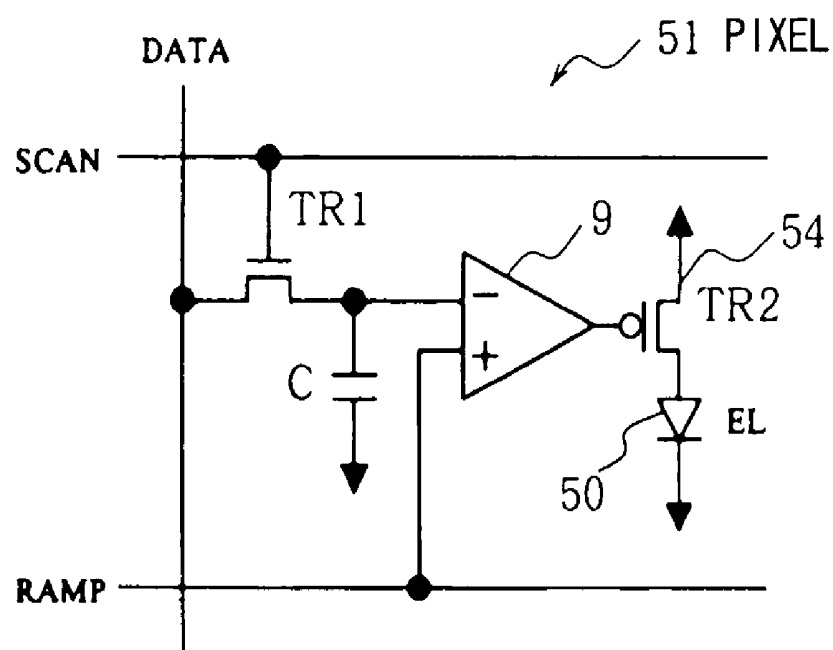 51 PIXEL
DATA
SCAN
TR1
9
54
TR2
−
+
C
EL
50
RAMP